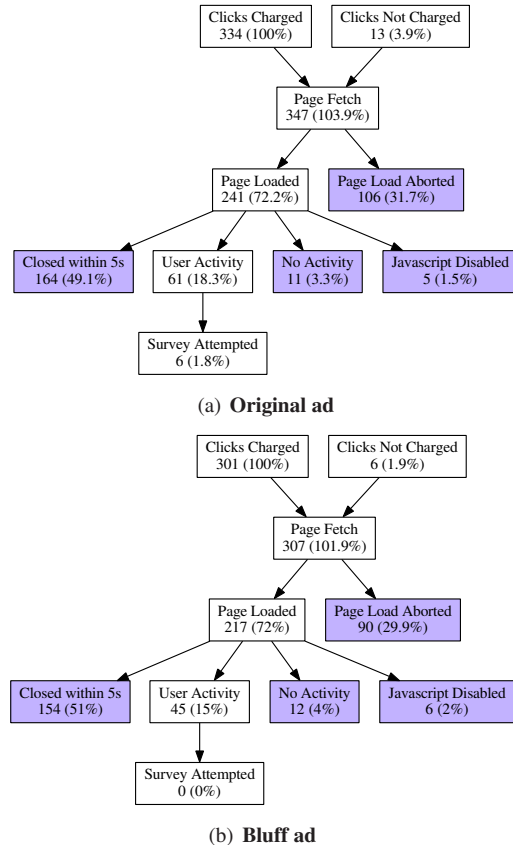 Clicks Charged
334 (100%)
Clicks Not Charged
13 (3.9%)
Page Fetch
347 (103.9%)
Page Loaded
241 (72.2%)
Page Load Aborted
106 (31.7%)
Closed within 5s
164 (49.1%)
User Activity
61 (18.3%)
No Activity
11 (3.3%)
Javascript Disabled
5 (1.5%)
Survey Attempted
6 (1.8%)
(a) Original ad
Clicks Charged
301 (100%)
Clicks Not Charged
6 (1.9%)
Page Fetch
307 (101.9%)
Page Loaded
217 (72%)
Page Load Aborted
90 (29.9%)
Closed within 5s
154 (51%)
User Activity
45 (15%)
No Activity
12 (4%)
Javascript Disabled
6 (2%)
Survey Attempted
0 (0%)
(b) Bluff ad